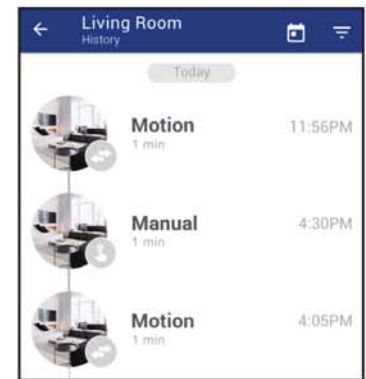 Living Room
History
Today
Motion 11:56PM
1 min
Manual 4:30PM
1 min
Motion 4:05PM
1 min